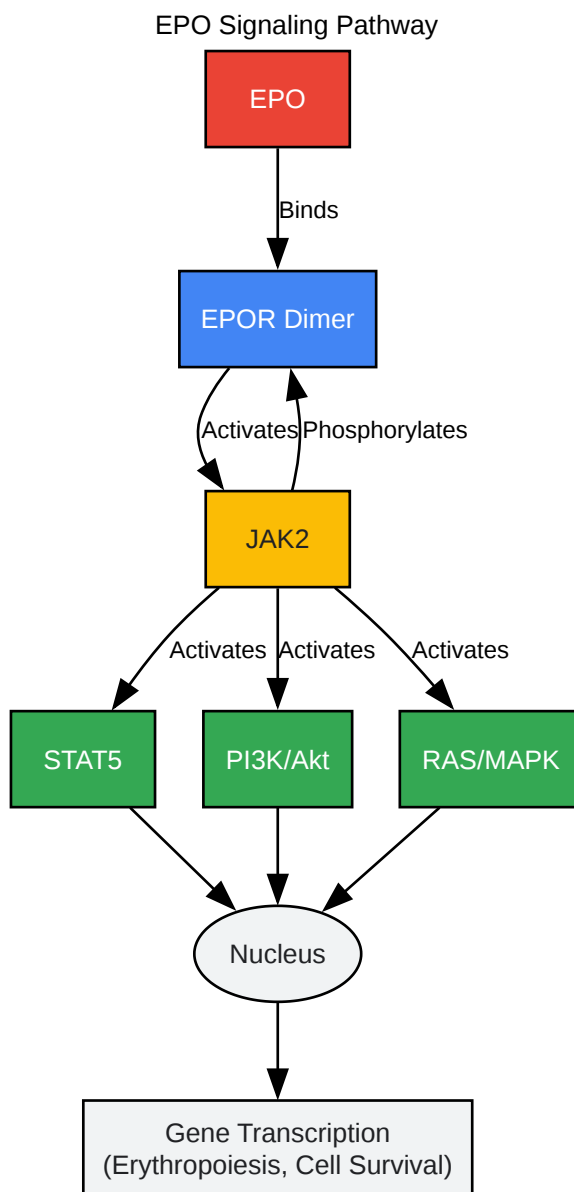 EPO Signaling Pathway
EPO
Binds
EPOR Dimer
Activates
Phosphorylates
JAK2
Activates
Activates
Activates
STAT5
PI3K/Akt
RAS/MAPK
Nucleus
Gene Transcription
(Erythropoiesis, Cell Survival)